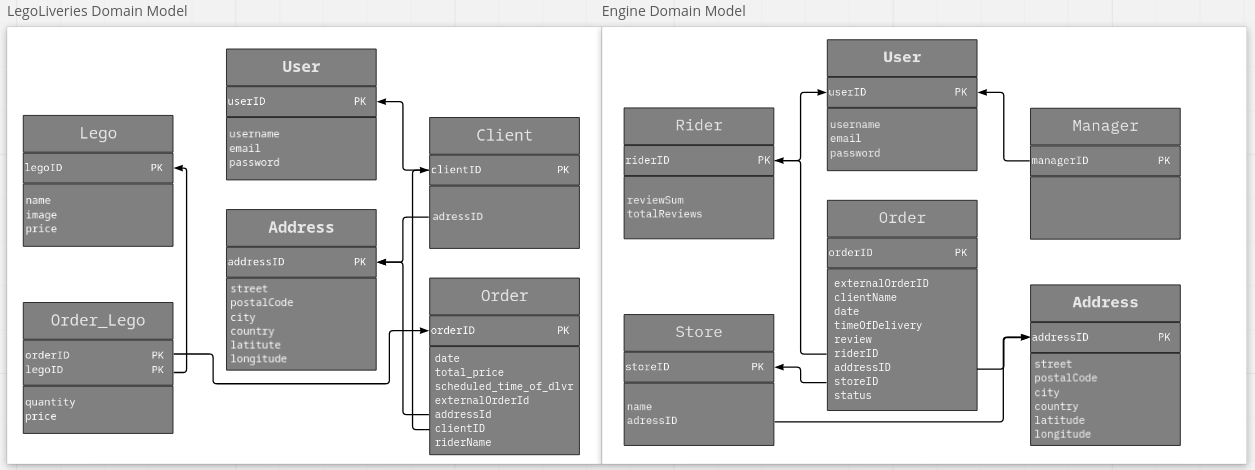 LegoLiveries Domain Model
User
userID PK
username
email
password
Lego
legoID PK
name
image
price
Client
clientID PK
adressID
Address
addressID PK
street
postalCode
city
country
latitute
longitude
Order_Lego
orderID PK
legoID PK
quantity
price
Order
orderID PK
date
total_price
scheduled_time_of_dlvr
externalOrderId
addressId
clientID
riderName
Engine Domain Model
User
userID PK
username
email
password
Rider
riderID PK
reviewSum
totalReviews
Manager
managerID PK
Order
orderID PK
externalOrderID
clientName
date
timeOfDelivery
review
riderID
addressID
storeID
status
Store
storeID PK
name
adressID
Address
addressID PK
street
postalCode
city
country
latitude
longitude